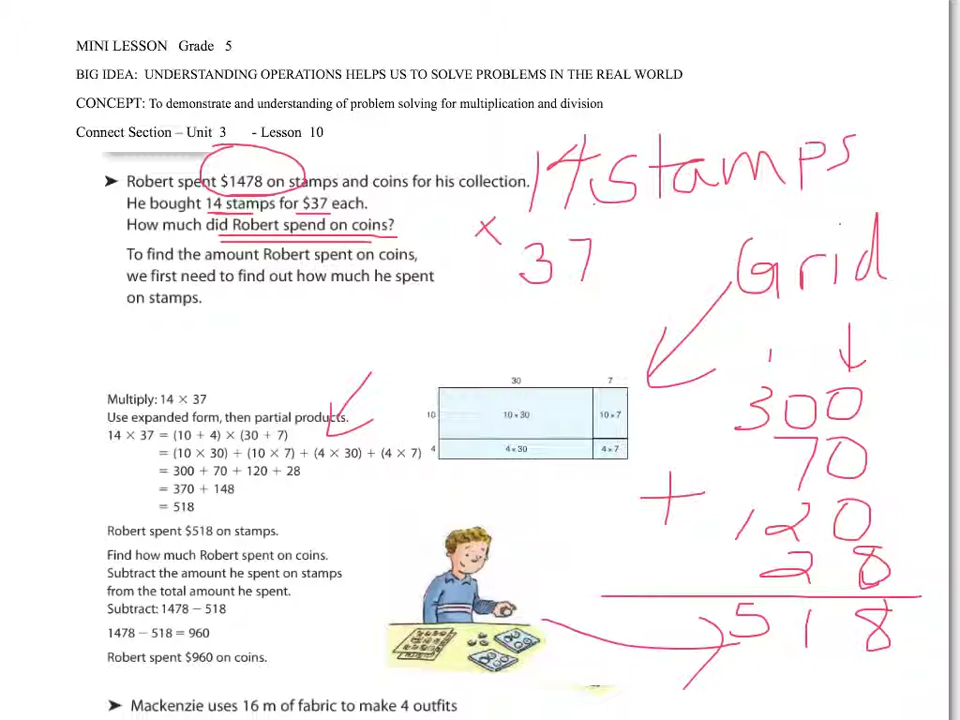 MINI LESSON Grade 5
BIG IDEA: UNDERSTANDING OPERATIONS HELPS US TO SOLVE PROBLEMS IN THE REAL WORLD
CONCEPT: To demonstrate and understanding of problem solving for multiplication and division
Connect Section – Unit 3 - Lesson 10
➤ Robert spent $1478 on stamps and coins for his collection.
He bought 14 stamps for $37 each.
How much did Robert spend on coins?
To find the amount Robert spent on coins,
we first need to find out how much he spent
on stamps.
14 stamps
× 37
Grid
Multiply: 14 × 37
Use expanded form, then partial products.
14 × 37 = (10 + 4) × (30 + 7)
= (10 × 30) + (10 × 7) + (4 × 30) + (4 × 7)
= 300 + 70 + 120 + 28
= 370 + 148
= 518
30 7
10 10 × 30 10 × 7
4 4 × 30 4 × 7
1
300
70
+ 120
28
518
Robert spent $518 on stamps.
Find how much Robert spent on coins.
Subtract the amount he spent on stamps
from the total amount he spent.
Subtract: 1478 – 518
1478 – 518 = 960
Robert spent $960 on coins.
➤ Mackenzie uses 16 m of fabric to make 4 outfits